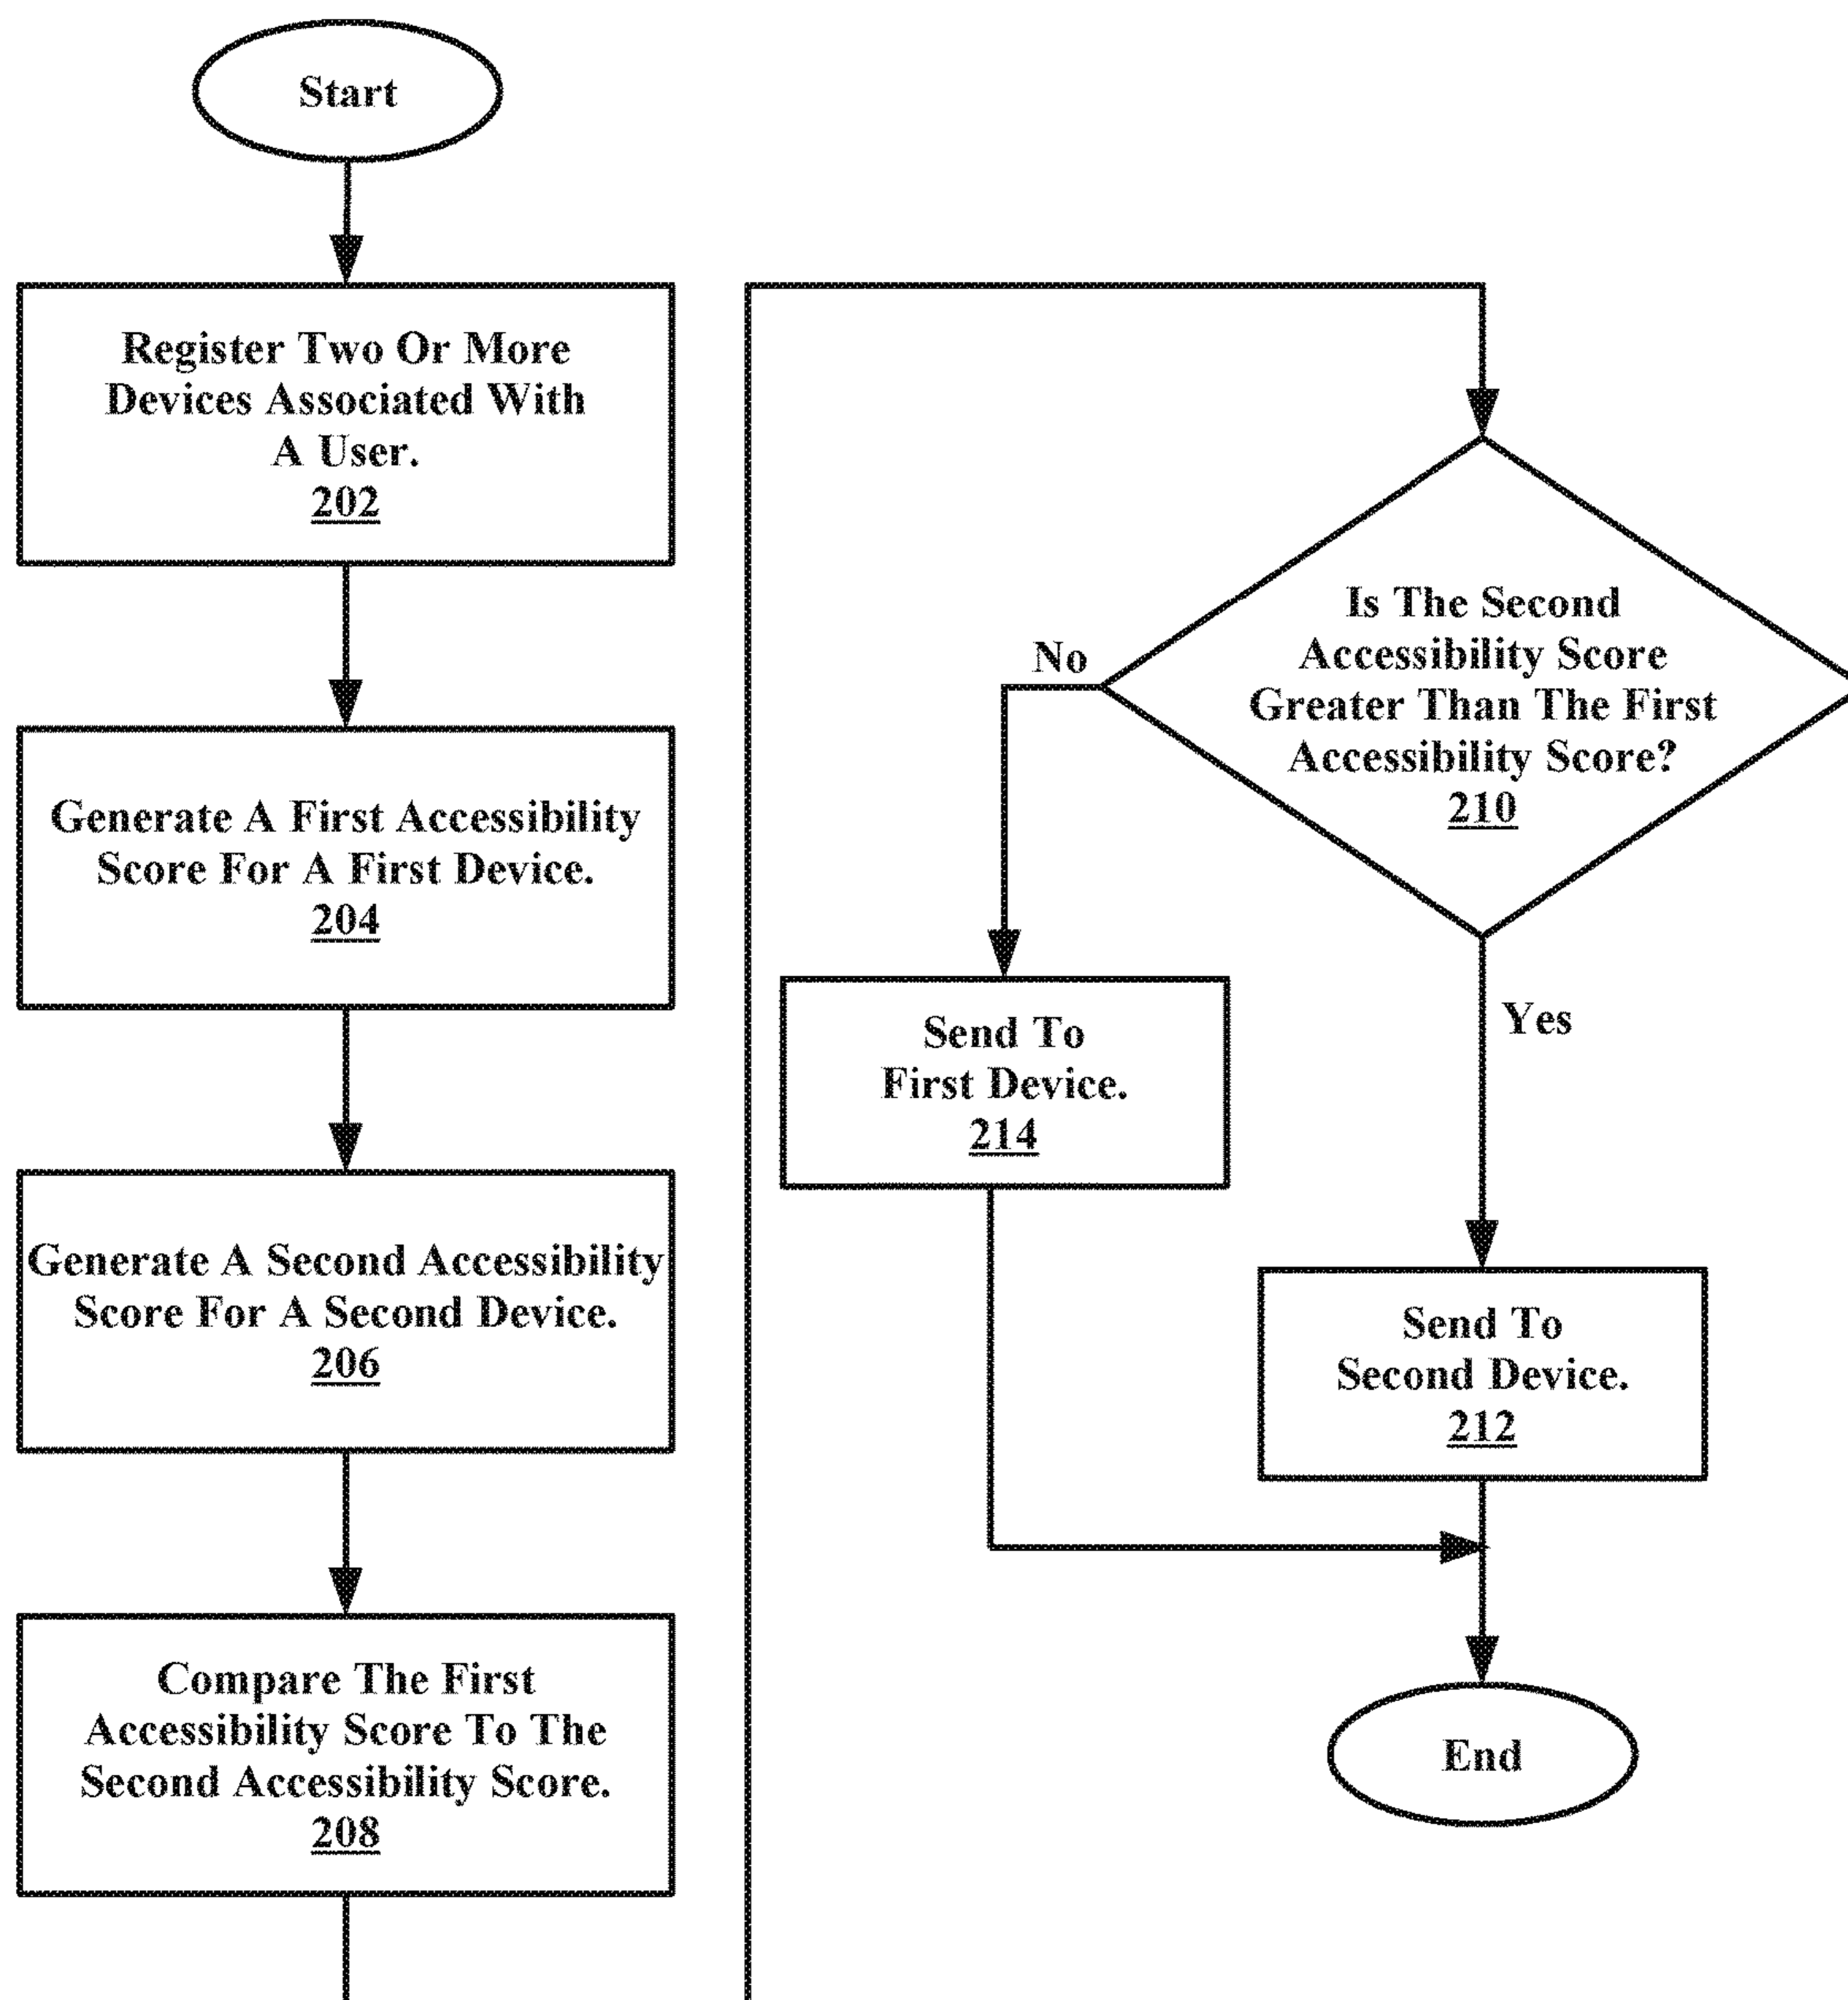 Start
Register Two Or More
Devices Associated With
A User.
202
Generate A First Accessibility
Score For A First Device.
204
Generate A Second Accessibility
Score For A Second Device.
206
Compare The First
Accessibility Score To The
Second Accessibility Score.
208
Is The Second
Accessibility Score
Greater Than The First
Accessibility Score?
210
No
Yes
Send To
First Device.
214
Send To
Second Device.
212
End